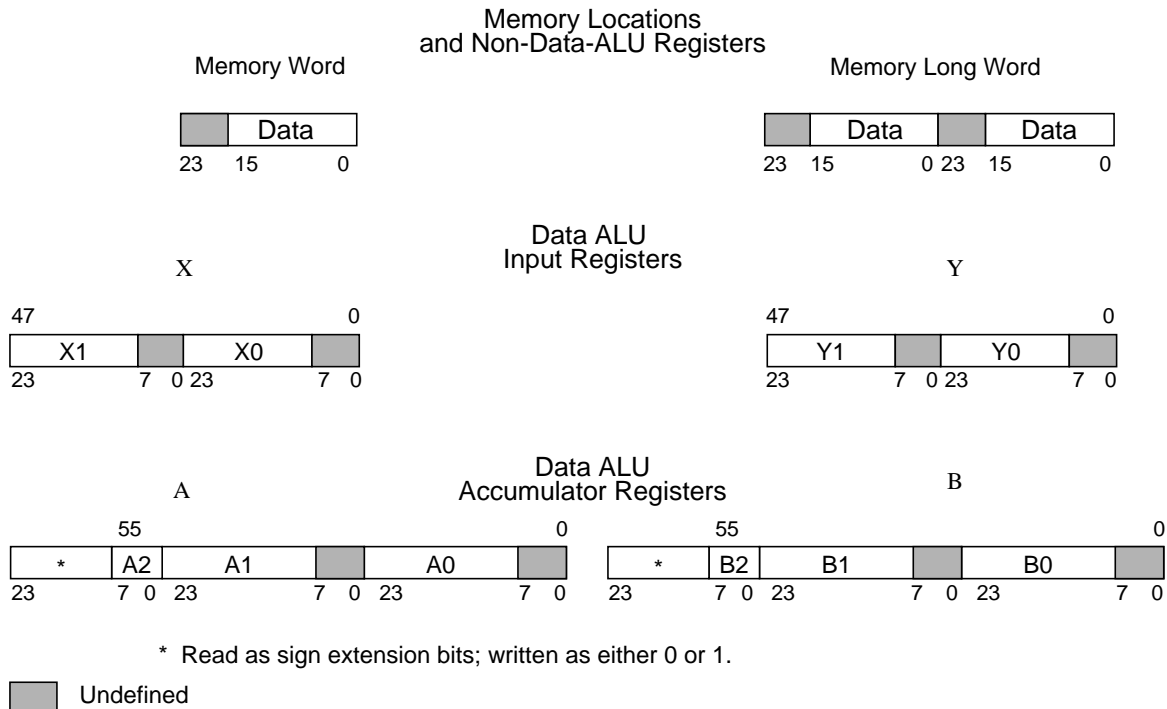 Memory Locations
and Non-Data-ALU Registers
Memory Word
Memory Long Word
Data
Data Data
23 15 0
23 15 0 23 15 0
Data ALU
Input Registers
X
Y
47 0
47 0
X1 X0
Y1 Y0
23 7 0 23 7 0
23 7 0 23 7 0
Data ALU
Accumulator Registers
A
B
55 0
55 0
* A2 A1 A0
* B2 B1 B0
23 7 0 23 7 0 23 7 0
23 7 0 23 7 0 23 7 0
* Read as sign extension bits; written as either 0 or 1.
Undefined